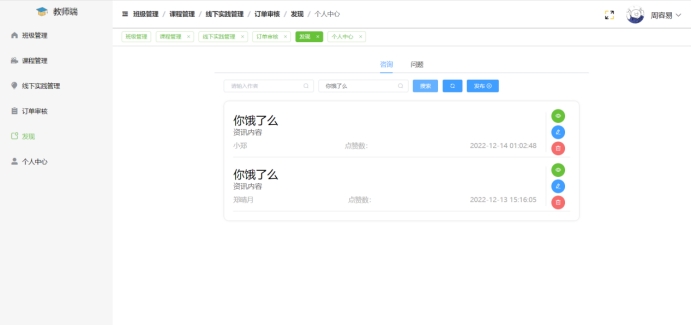 教师端
班级管理 / 课程管理 / 线下实践管理 / 订单审核 / 发现 / 个人中心
周弈易
班级管理
课程管理 ×
线下实践管理 ×
订单审核 ×
发现 ×
个人中心 ×
班级管理
课程管理
线下实践管理
订单审核
发现
个人中心
咨询 问题
请输入作者
你饿了么
搜索
发布
你饿了么
资讯内容
小郑 点赞数: 2022-12-14 01:02:48
你饿了么
资讯内容
点赞数: 2022-12-13 15:16:05